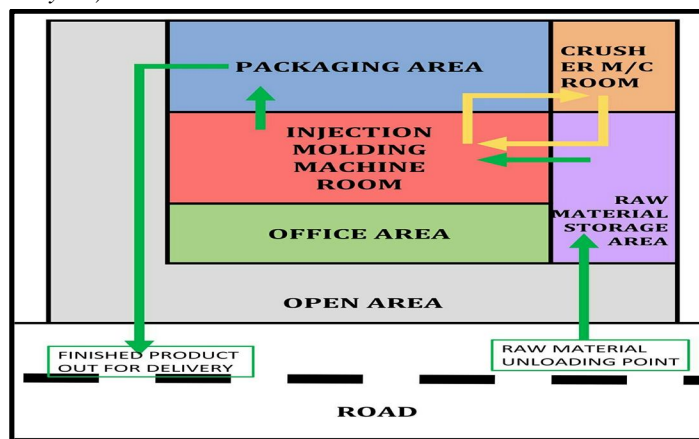 PACKAGING AREA
CRUSH
ER M/C
ROOM
INJECTION
MOLDING
MACHINE
ROOM
RAW
MATERIAL
STORAGE
AREA
OFFICE AREA
OPEN AREA
FINISHED PRODUCT
OUT FOR DELIVERY
RAW MATERIAL
UNLOADING POINT
ROAD